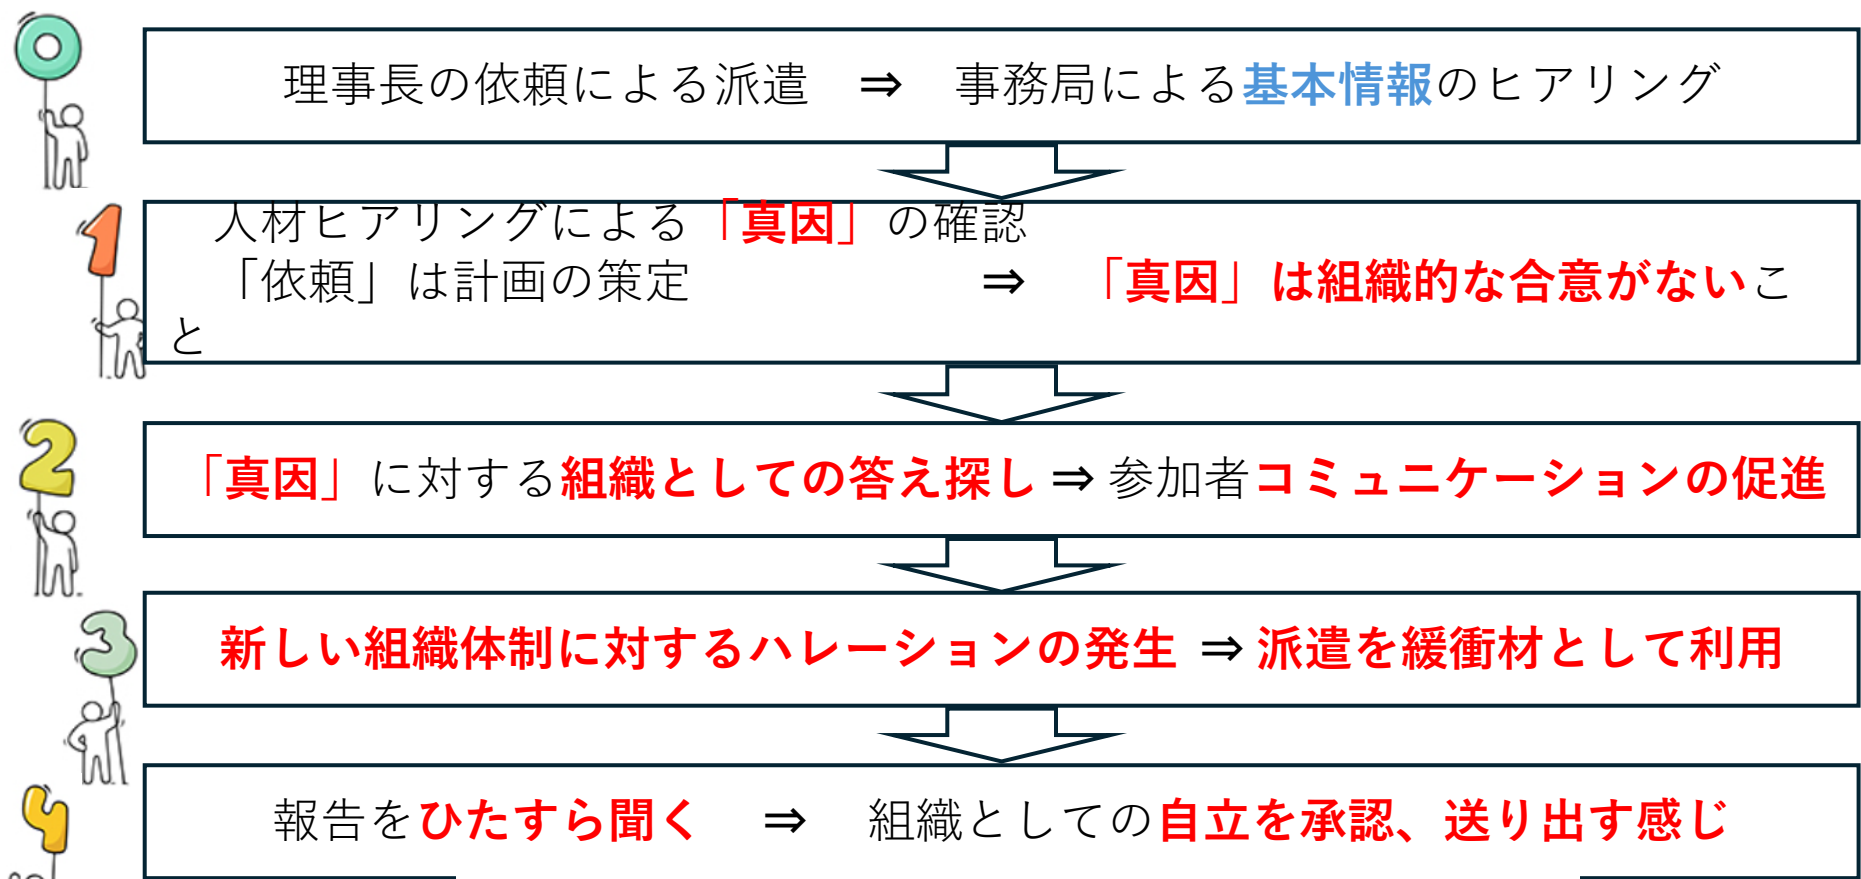 0
理事長の依頼による派遣　⇒　事務局による基本情報のヒアリング
1
人材ヒアリングによる「真因」の確認
「依頼」は計画の策定　⇒　「真因」は組織的な合意がないこ
と
2
「真因」に対する組織としての答え探し⇒参加者コミュニケーションの促進
3
新しい組織体制に対するハレーションの発生 ⇒派遣を緩衝材として利用
4
報告をひたすら聞く　⇒　組織としての自立を承認、送り出す感じ